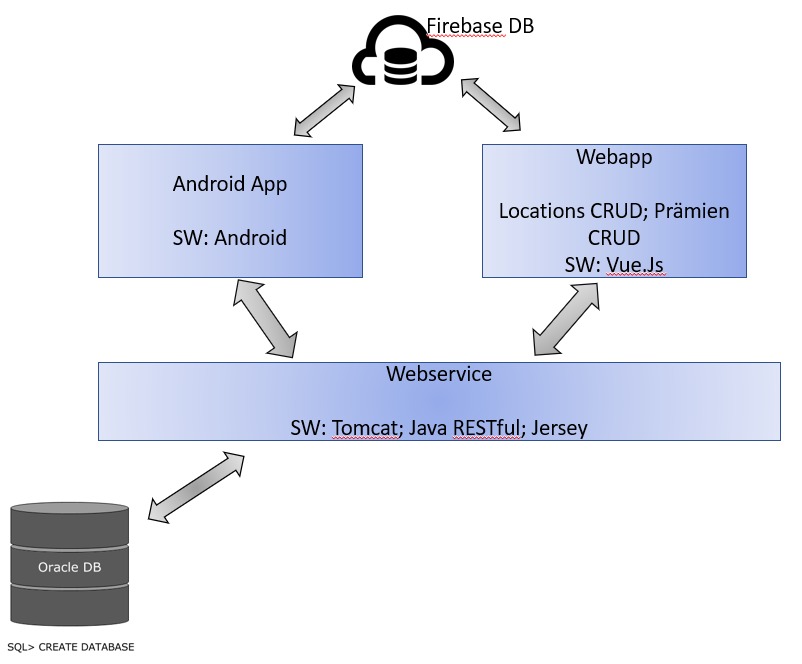 Firebase DB
Android App
SW: Android
Webapp
Locations CRUD; Prämien
CRUD
SW: Vue.Js
Webservice
SW: Tomcat; Java RESTful; Jersey
Oracle DB
SQL> CREATE DATABASE